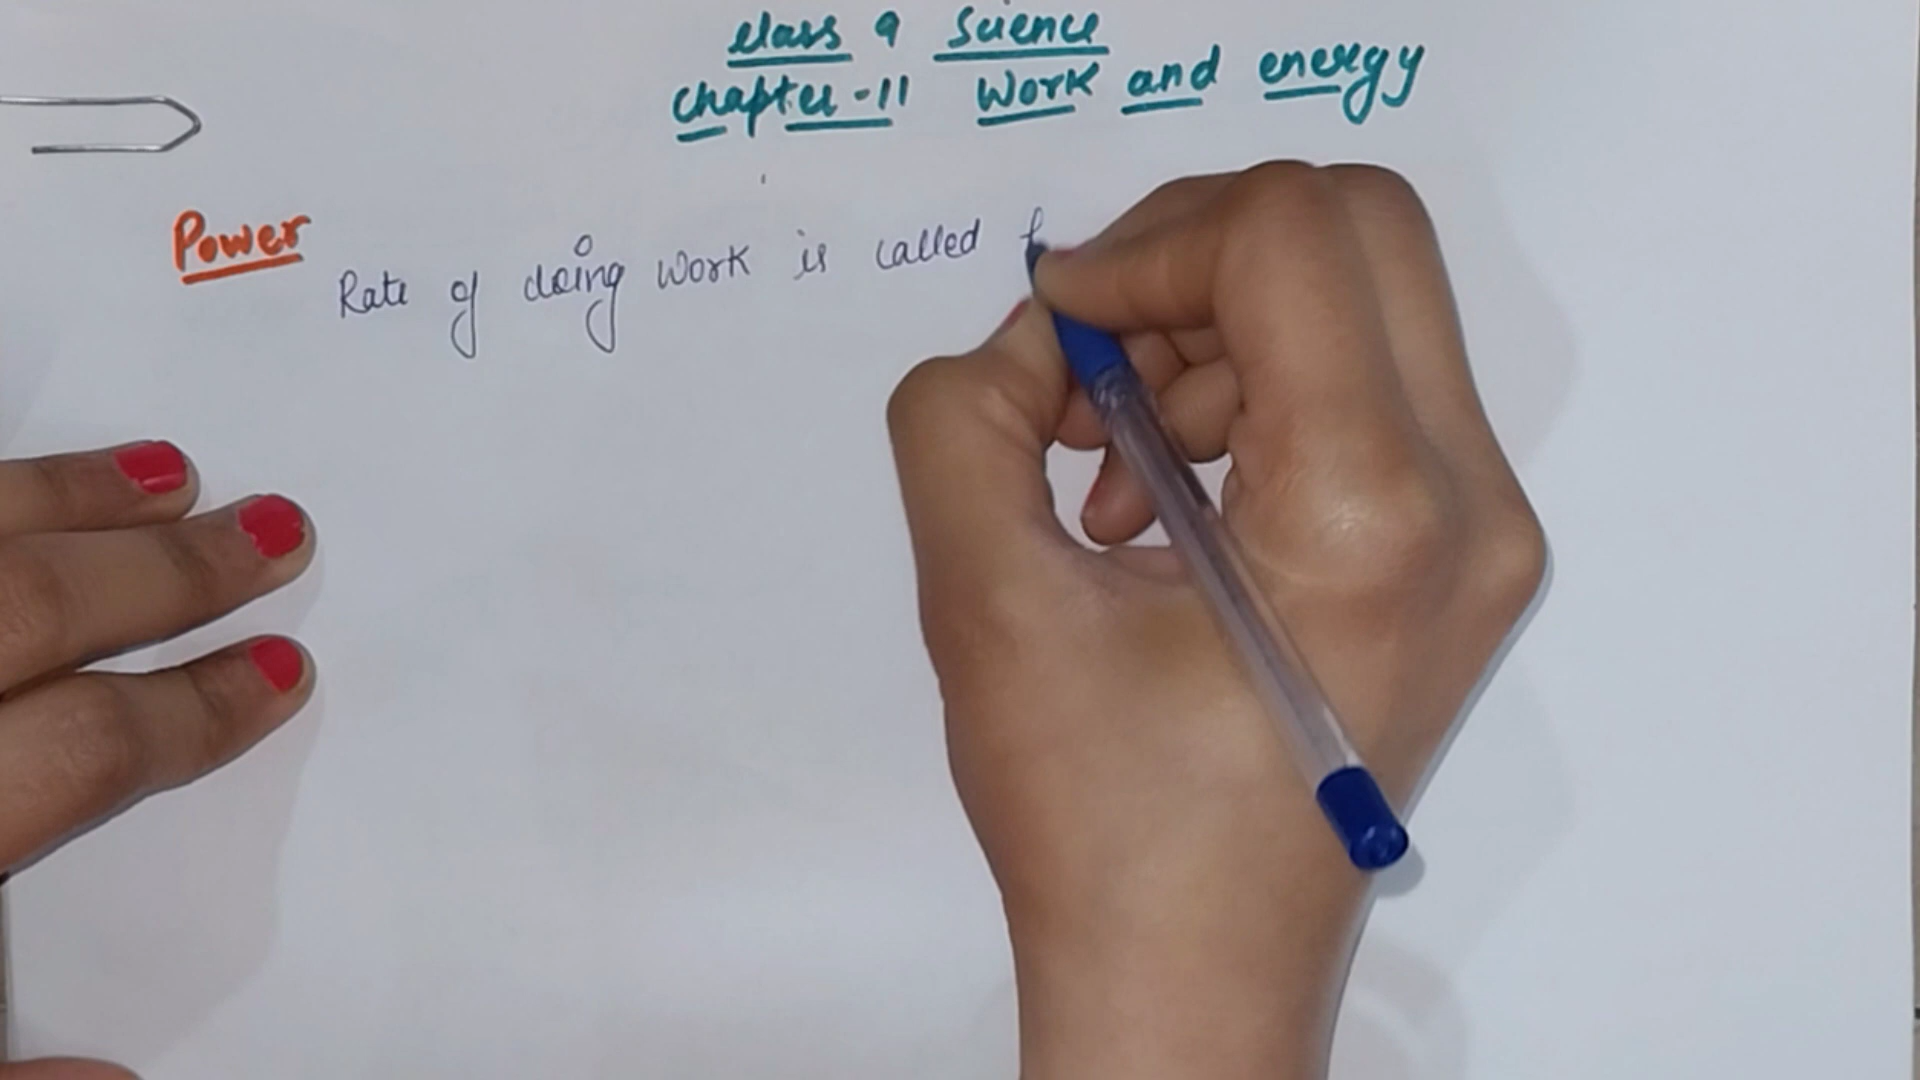 Class 9 Science
Chapter-11 Work and energy
Power
Rate of doing work is called